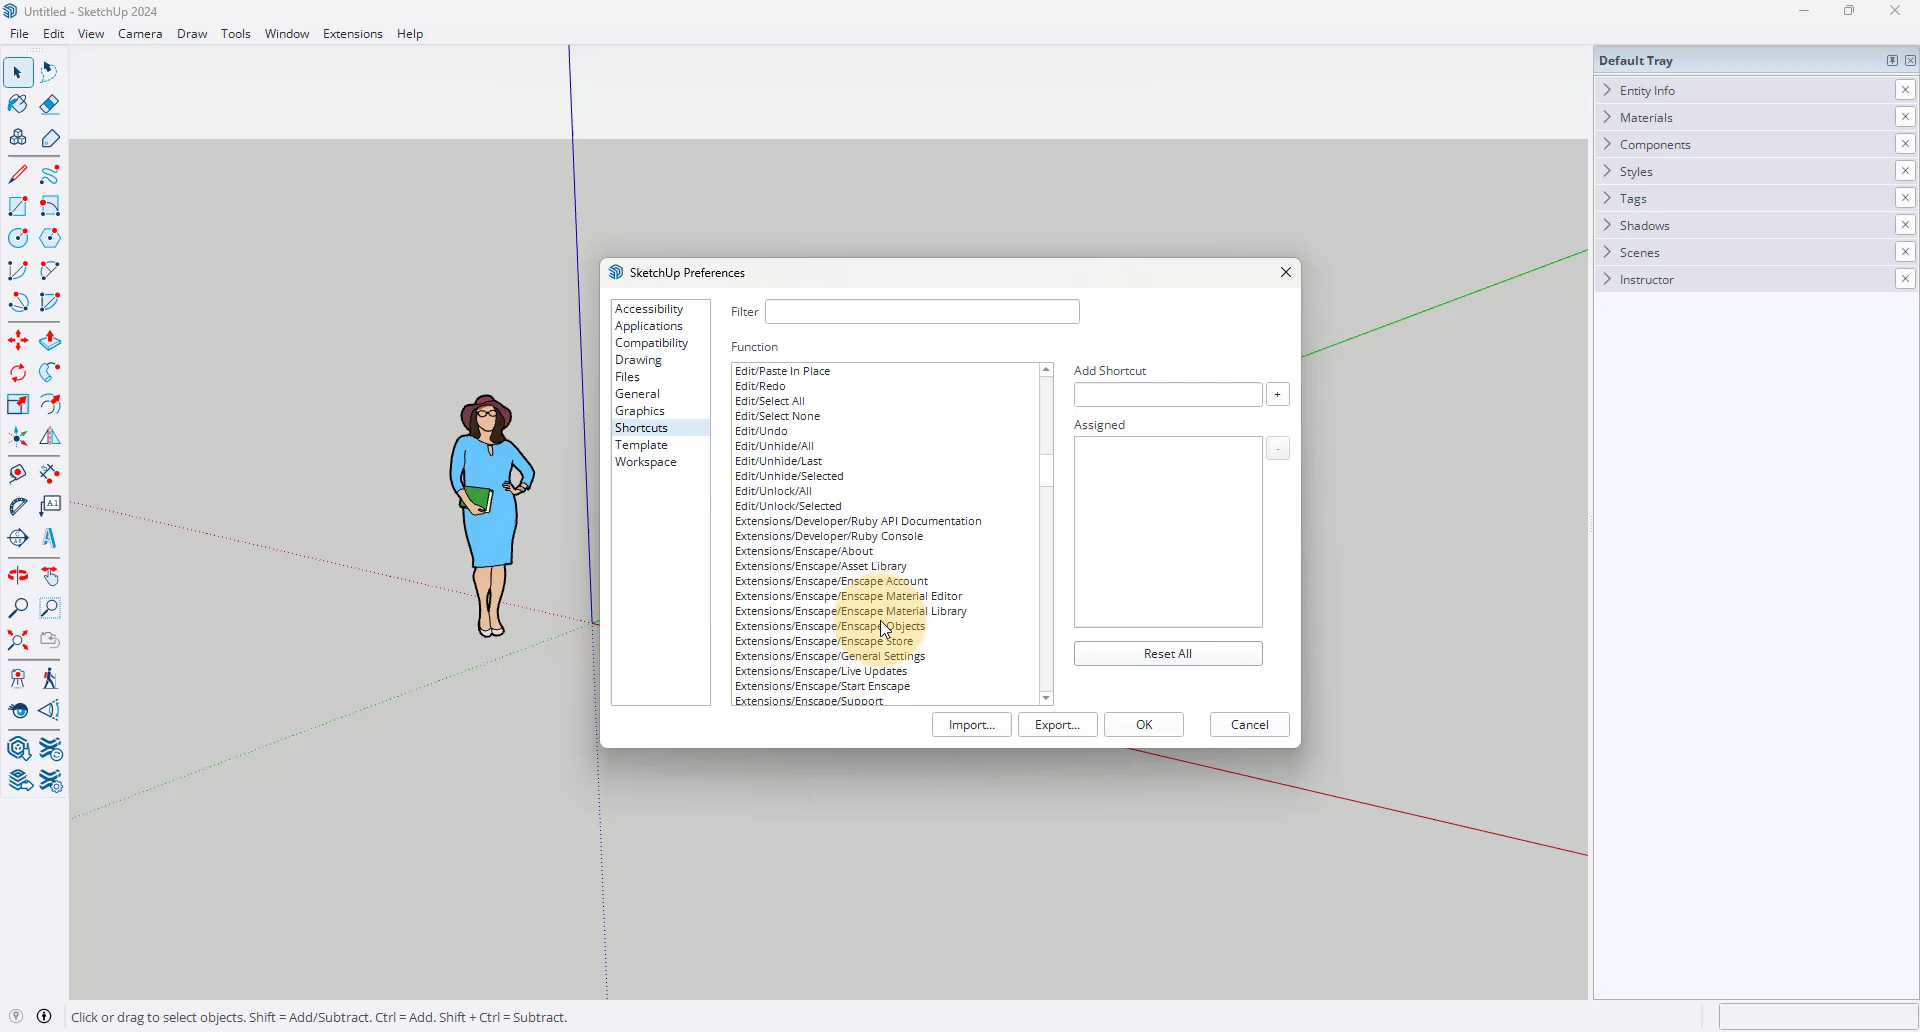 Untitled - SketchUp 2024
File Edit View Camera Draw Tools Window Extensions Help
Default Tray
Entity Info
Materials
Components
Styles
Tags
Shadows
Scenes
Instructor
SketchUp Preferences
Accessibility
Applications
Compatibility
Drawing
Files
General
Graphics
Shortcuts
Template
Workspace
Filter
Function
Edit/Paste In Place
Edit/Redo
Edit/Select All
Edit/Select None
Edit/Undo
Edit/Unhide/All
Edit/Unhide/Last
Edit/Unhide/Selected
Edit/Unlock/All
Edit/Unlock/Selected
Extensions/Developer/Ruby API Documentation
Extensions/Developer/Ruby Console
Extensions/Enscape/About
Extensions/Enscape/Asset Library
Extensions/Enscape/Enscape Account
Extensions/Enscape/Enscape Material Editor
Extensions/Enscape/Enscape Material Library
Extensions/Enscape/Enscape Objects
Extensions/Enscape/Enscape Store
Extensions/Enscape/General Settings
Extensions/Enscape/Live Updates
Extensions/Enscape/Start Enscape
Extensions/Enscape/Support
Add Shortcut
+
Assigned
-
Reset All
Import... Export... OK Cancel
A1
A
Click or drag to select objects. Shift = Add/Subtract. Ctrl = Add. Shift + Ctrl = Subtract.